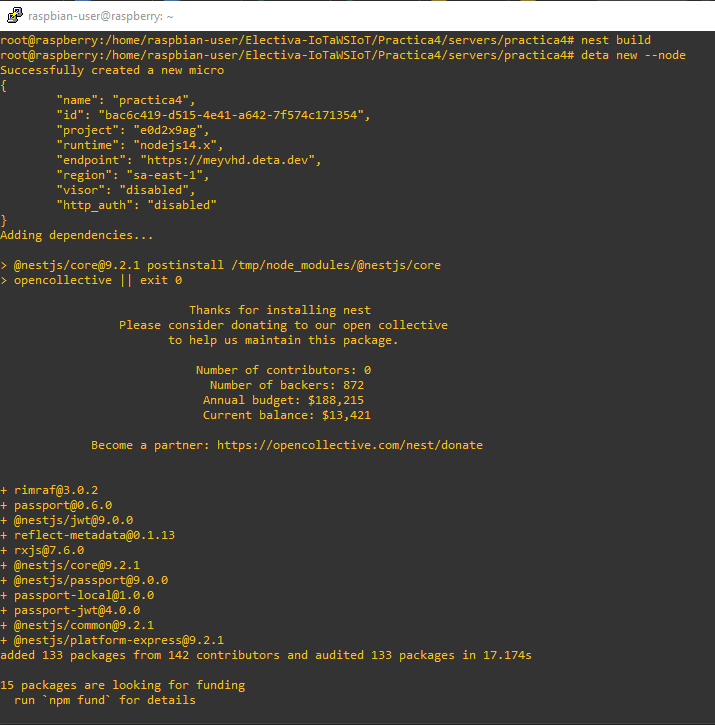 raspbian-user@raspberry: ~
root@raspberry:/home/raspbian-user/Electiva-IoTaWSIoT/Practica4/servers/practica4# nest build
root@raspberry:/home/raspbian-user/Electiva-IoTaWSIoT/Practica4/servers/practica4# deta new --node
Successfully created a new micro
{
        "name": "practica4",
        "id": "bac6c419-d515-4e41-a642-7f574c171354",
        "project": "e0d2x9ag",
        "runtime": "nodejs14.x",
        "endpoint": "https://meyvhd.deta.dev",
        "region": "sa-east-1",
        "visor": "disabled",
        "http_auth": "disabled"
}
Adding dependencies...
> @nestjs/core@9.2.1 postinstall /tmp/node_modules/@nestjs/core
> opencollective || exit 0
Thanks for installing nest
Please consider donating to our open collective
to help us maintain this package.
Number of contributors: 0
Number of backers: 872
Annual budget: $188,215
Current balance: $13,421
Become a partner: https://opencollective.com/nest/donate
+ rimraf@3.0.2
+ passport@0.6.0
+ @nestjs/jwt@9.0.0
+ reflect-metadata@0.1.13
+ rxjs@7.6.0
+ @nestjs/core@9.2.1
+ @nestjs/passport@9.0.0
+ passport-local@1.0.0
+ passport-jwt@4.0.0
+ @nestjs/common@9.2.1
+ @nestjs/platform-express@9.2.1
added 133 packages from 142 contributors and audited 133 packages in 17.174s
15 packages are looking for funding
  run `npm fund` for details